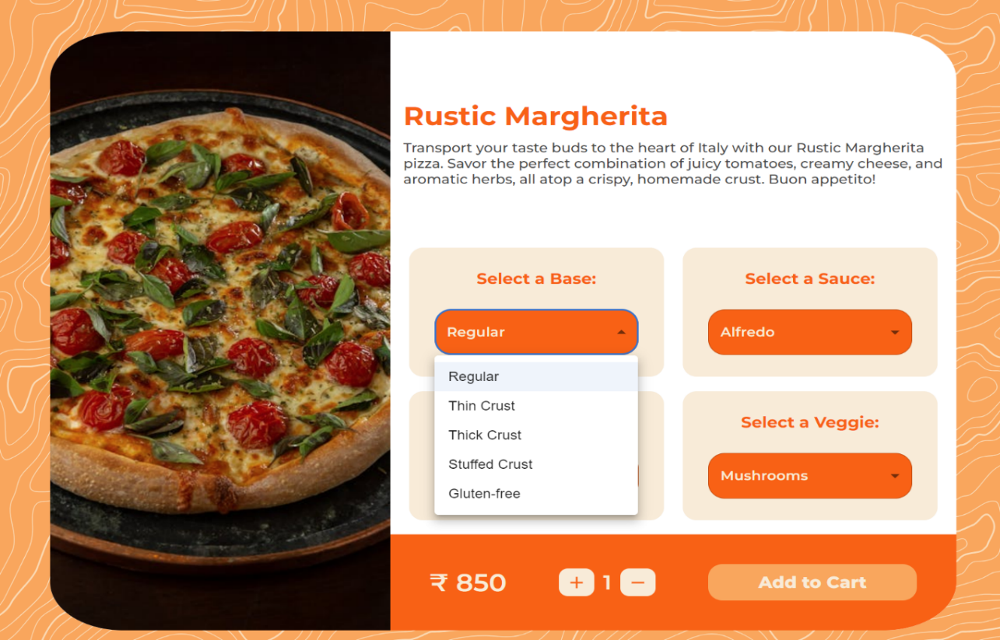 Rustic Margherita
Transport your taste buds to the heart of Italy with our Rustic Margherita
pizza. Savor the perfect combination of juicy tomatoes, creamy cheese, and
aromatic herbs, all atop a crispy, homemade crust. Buon appetito!
Select a Base:
Regular
Regular
Thin Crust
Thick Crust
Stuffed Crust
Gluten-free
Select a Sauce:
Alfredo
Select a Veggie:
Mushrooms
₹ 850
+ 1 −
Add to Cart